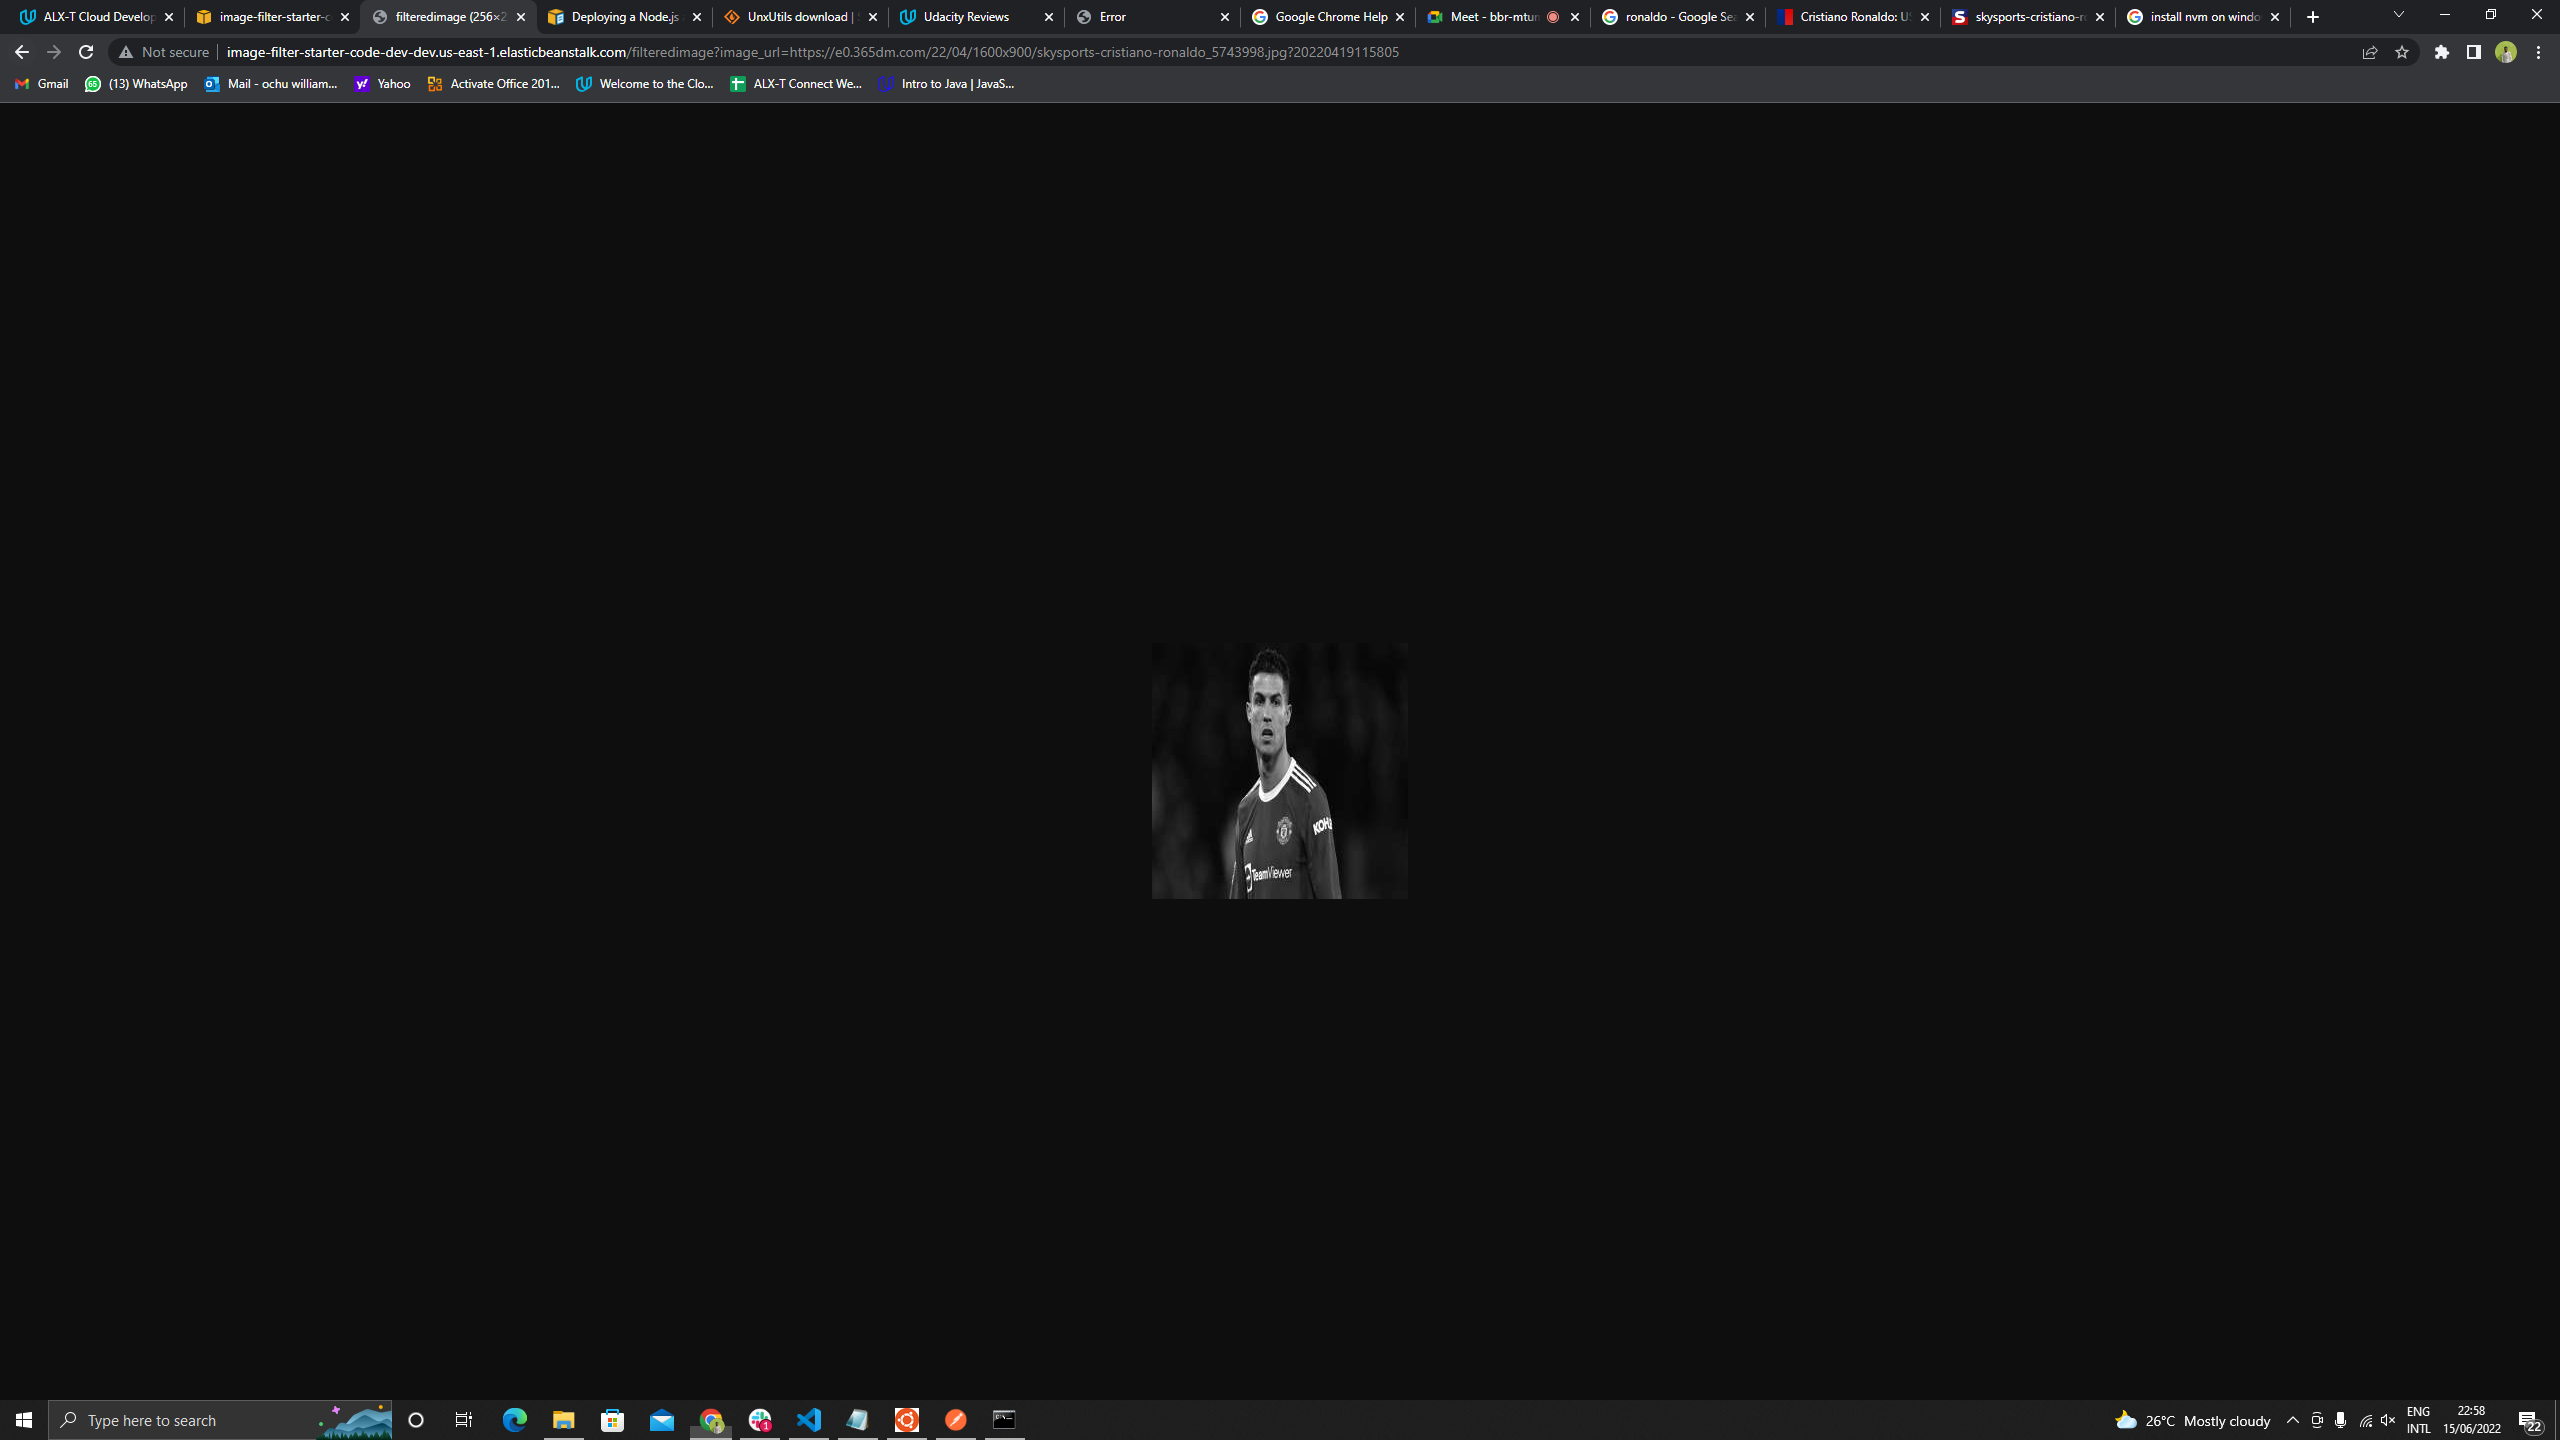 ALX-T Cloud Develop
image-filter-starter-c
filteredimage (256×2
Deploying a Node.js
UnxUtils download |
Udacity Reviews
Error
Google Chrome Help
Meet - bbr-mtun
ronaldo - Google Sea
Cristiano Ronaldo: U
skysports-cristiano-r
install nvm on windo
Not secure
image-filter-starter-code-dev-dev.us-east-1.elasticbeanstalk.com/filteredimage?image_url=https://e0.365dm.com/22/04/1600x900/skysports-cristiano-ronaldo_5743998.jpg?20220419115805
Gmail
(13) WhatsApp
Mail - ochu william...
Yahoo
Activate Office 201...
Welcome to the Clo...
ALX-T Connect We...
Intro to Java | JavaS...
KOH
TeamViewer
Type here to search
1
26°C Mostly cloudy
ENG
INTL
22:58
15/06/2022
22